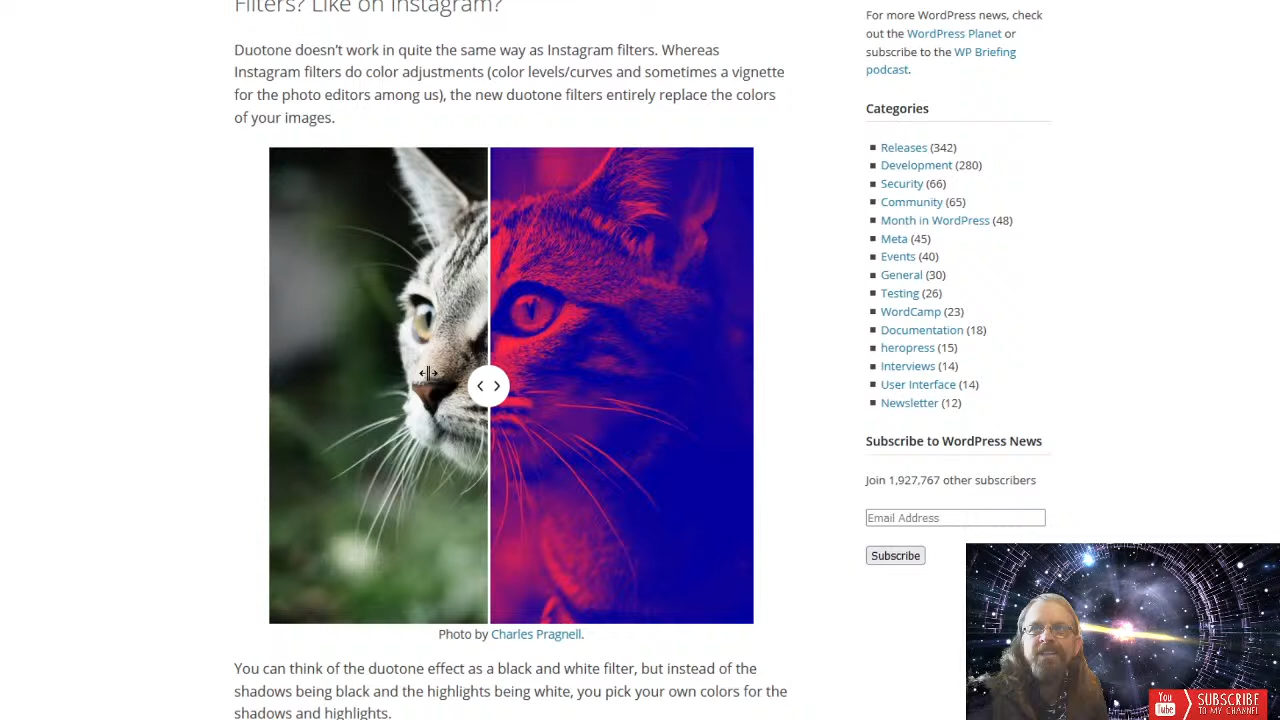 Filters? Like on Instagram?
Duotone doesn't work in quite the same way as Instagram filters. Whereas
Instagram filters do color adjustments (color levels/curves and sometimes a vignette
for the photo editors among us), the new duotone filters entirely replace the colors
of your images.
Photo by Charles Pragnell.
You can think of the duotone effect as a black and white filter, but instead of the
shadows being black and the highlights being white, you pick your own colors for the
shadows and highlights.
For more WordPress news, check
out the WordPress Planet or
subscribe to the WP Briefing
podcast.
Categories
Releases (342)
Development (280)
Security (66)
Community (65)
Month in WordPress (48)
Meta (45)
Events (40)
General (30)
Testing (26)
WordCamp (23)
Documentation (18)
heropress (15)
Interviews (14)
User Interface (14)
Newsletter (12)
Subscribe to WordPress News
Join 1,927,767 other subscribers
Email Address
Subscribe
You
Tube
SUBSCRIBE
TO MY CHANNEL